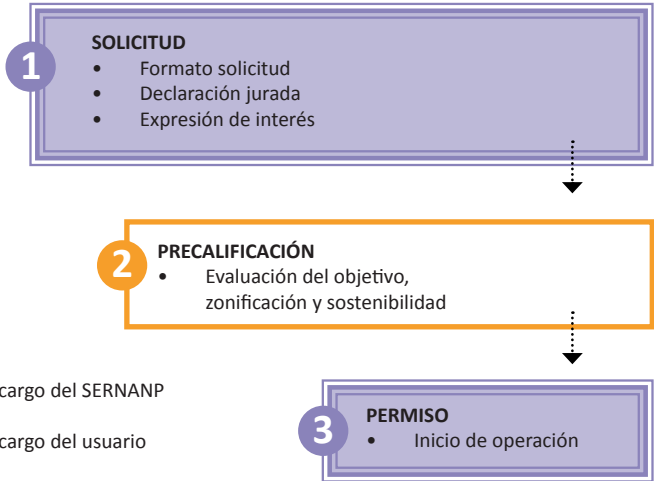 1
SOLICITUD
• Formato solicitud
• Declaración jurada
• Expresión de interés
2
PRECALIFICACIÓN
• Evaluación del objetivo,
zonificación y sostenibilidad
cargo del SERNANP
cargo del usuario
3
PERMISO
• Inicio de operación